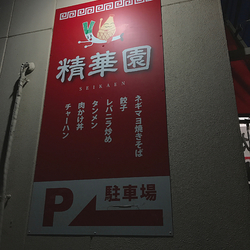 精華園
SEIKAEN
ネギマヨ焼きそば
餃子
レバニラ炒め
タンメン
肉かけ丼
チャーハン
P 駐車場